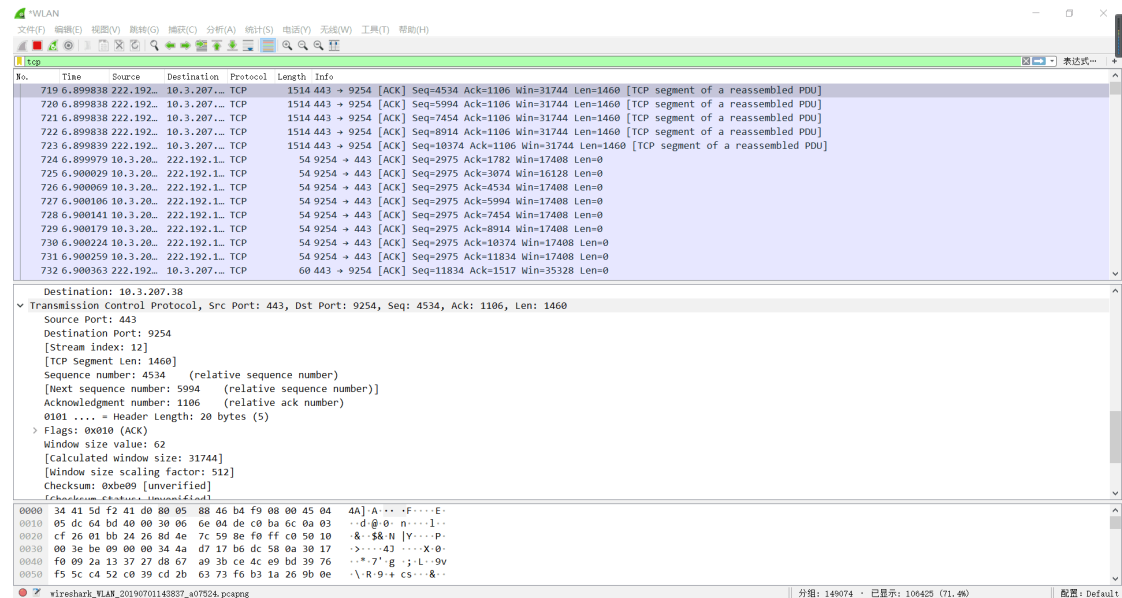 *WLAN
文件(F) 编辑(E) 视图(V) 跳转(G) 捕获(C) 分析(A) 统计(S) 电话(Y) 无线(W) 工具(T) 帮助(H)
tcp 表达式… +
No. Time Source Destination Protocol Length Info
719 6.899838 222.192… 10.3.207.… TCP 1514 443 → 9254 [ACK] Seq=4534 Ack=1106 Win=31744 Len=1460 [TCP segment of a reassembled PDU]
720 6.899838 222.192… 10.3.207.… TCP 1514 443 → 9254 [ACK] Seq=5994 Ack=1106 Win=31744 Len=1460 [TCP segment of a reassembled PDU]
721 6.899838 222.192… 10.3.207.… TCP 1514 443 → 9254 [ACK] Seq=7454 Ack=1106 Win=31744 Len=1460 [TCP segment of a reassembled PDU]
722 6.899838 222.192… 10.3.207.… TCP 1514 443 → 9254 [ACK] Seq=8914 Ack=1106 Win=31744 Len=1460 [TCP segment of a reassembled PDU]
723 6.899839 222.192… 10.3.207.… TCP 1514 443 → 9254 [ACK] Seq=10374 Ack=1106 Win=31744 Len=1460 [TCP segment of a reassembled PDU]
724 6.899979 10.3.20… 222.192.1… TCP 54 9254 → 443 [ACK] Seq=2975 Ack=1782 Win=17408 Len=0
725 6.900029 10.3.20… 222.192.1… TCP 54 9254 → 443 [ACK] Seq=2975 Ack=3074 Win=16128 Len=0
726 6.900069 10.3.20… 222.192.1… TCP 54 9254 → 443 [ACK] Seq=2975 Ack=4534 Win=17408 Len=0
727 6.900106 10.3.20… 222.192.1… TCP 54 9254 → 443 [ACK] Seq=2975 Ack=5994 Win=17408 Len=0
728 6.900141 10.3.20… 222.192.1… TCP 54 9254 → 443 [ACK] Seq=2975 Ack=7454 Win=17408 Len=0
729 6.900179 10.3.20… 222.192.1… TCP 54 9254 → 443 [ACK] Seq=2975 Ack=8914 Win=17408 Len=0
730 6.900224 10.3.20… 222.192.1… TCP 54 9254 → 443 [ACK] Seq=2975 Ack=10374 Win=17408 Len=0
731 6.900259 10.3.20… 222.192.1… TCP 54 9254 → 443 [ACK] Seq=2975 Ack=11834 Win=17408 Len=0
732 6.900363 222.192… 10.3.207.… TCP 60 443 → 9254 [ACK] Seq=11834 Ack=1517 Win=35328 Len=0
Destination: 10.3.207.38
Transmission Control Protocol, Src Port: 443, Dst Port: 9254, Seq: 4534, Ack: 1106, Len: 1460
Source Port: 443
Destination Port: 9254
[Stream index: 12]
[TCP Segment Len: 1460]
Sequence number: 4534 (relative sequence number)
[Next sequence number: 5994 (relative sequence number)]
Acknowledgment number: 1106 (relative ack number)
0101 .... = Header Length: 20 bytes (5)
Flags: 0x010 (ACK)
Window size value: 62
[Calculated window size: 31744]
[Window size scaling factor: 512]
Checksum: 0xbe09 [unverified]
[Checksum Status: Unverified]
0000 34 41 5d f2 41 d0 80 05 88 46 b4 f9 08 00 45 04 4A]·A··· ·F····E·
0010 05 dc 64 bd 40 00 30 06 6e 04 de c0 ba 6c 0a 03 ··d·@·0· n····l··
0020 cf 26 01 bb 24 26 8d 4e 7c 59 8e f0 ff c0 50 10 ·&··$&·N |Y····P·
0030 00 3e be 09 00 00 34 4a d7 17 b6 dc 58 0a 30 17 ·>····4J ····X·0·
0040 f0 09 2a 13 37 27 d8 67 a9 3b ce 4c e9 bd 39 76 ··*·7'·g ·;·L··9v
0050 f5 5c c4 52 c0 39 cd 2b 63 73 f6 b3 1a 26 9b 0e ·\·R·9·+ cs···&··
wireshark_WLAN_20190701143837_a07524.pcapng 分组: 149074 · 已显示: 106425 (71.4%) 配置: Default